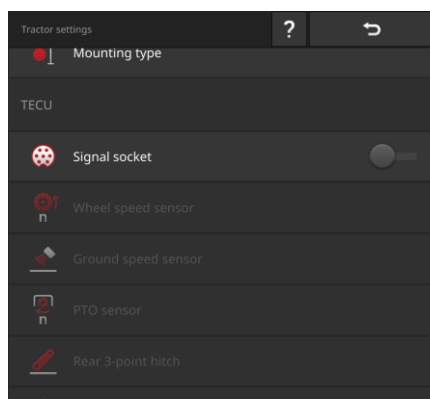 Tractor settings
?
Mounting type
TECU
Signal socket
Wheel speed sensor
n
Ground speed sensor
PTO sensor
n
Rear 3-point hitch